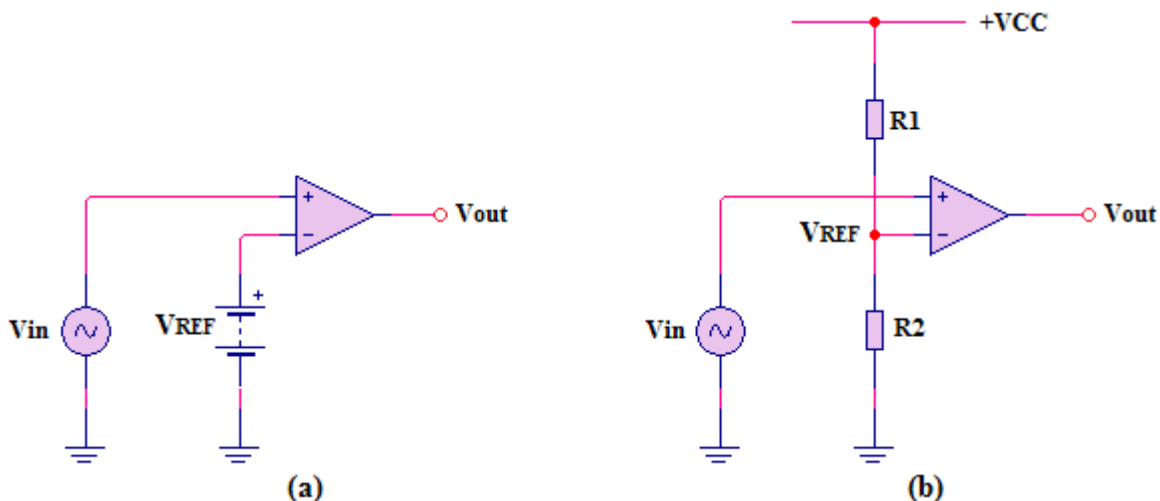 +VCC
R1
+
−
Vout
+
VREF
Vin
(a)
+
−
Vout
VREF
Vin
R2
(b)